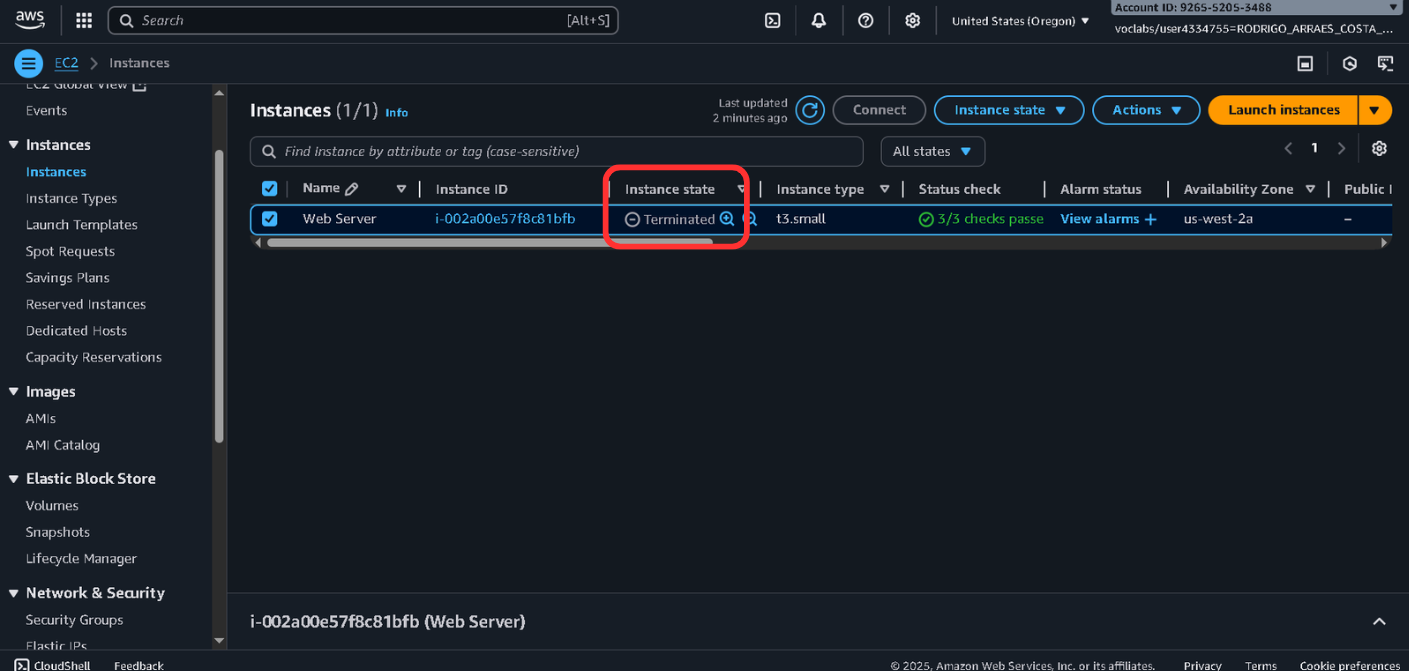 aws
Search [Alt+S]
United States (Oregon)
Account ID: 9265-5205-3488
voclabs/user4334755=RODRIGO_ARRAES_COSTA_...
EC2 Instances
EC2 Global View
Events
Instances
Instances
Instance Types
Launch Templates
Spot Requests
Savings Plans
Reserved Instances
Dedicated Hosts
Capacity Reservations
Images
AMIs
AMI Catalog
Elastic Block Store
Volumes
Snapshots
Lifecycle Manager
Network & Security
Security Groups
Elastic IPs
Instances (1/1) Info
Last updated
2 minutes ago
Connect
Instance state
Actions
Launch instances
Find Instance by attribute or tag (case-sensitive)
All states
1
Name Instance ID Instance state Instance type Status check Alarm status Availability Zone Public I
Web Server i-002a00e57f8c81bfb Terminated t3.small 3/3 checks passe View alarms + us-west-2a –
i-002a00e57f8c81bfb (Web Server)
CloudShell Feedback © 2025, Amazon Web Services, Inc. or its affiliates. Privacy Terms Cookie preferences